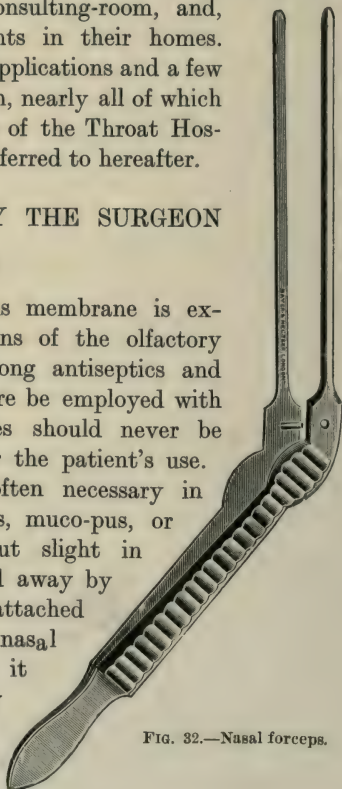 onsulting-room, and,
nts in their homes.
pplications and a few
n, nearly all of which
of the Throat Hos-
ferred to hereafter.
Y THE SURGEON
s membrane is ex-
ns of the olfactory
ong antiseptics and
re be employed with
es should never be
r the patient's use.
ften necessary in
s, muco-pus, or
ut slight in
l away by
attached
nasal
it
FIG. 32.—Nasal forceps.